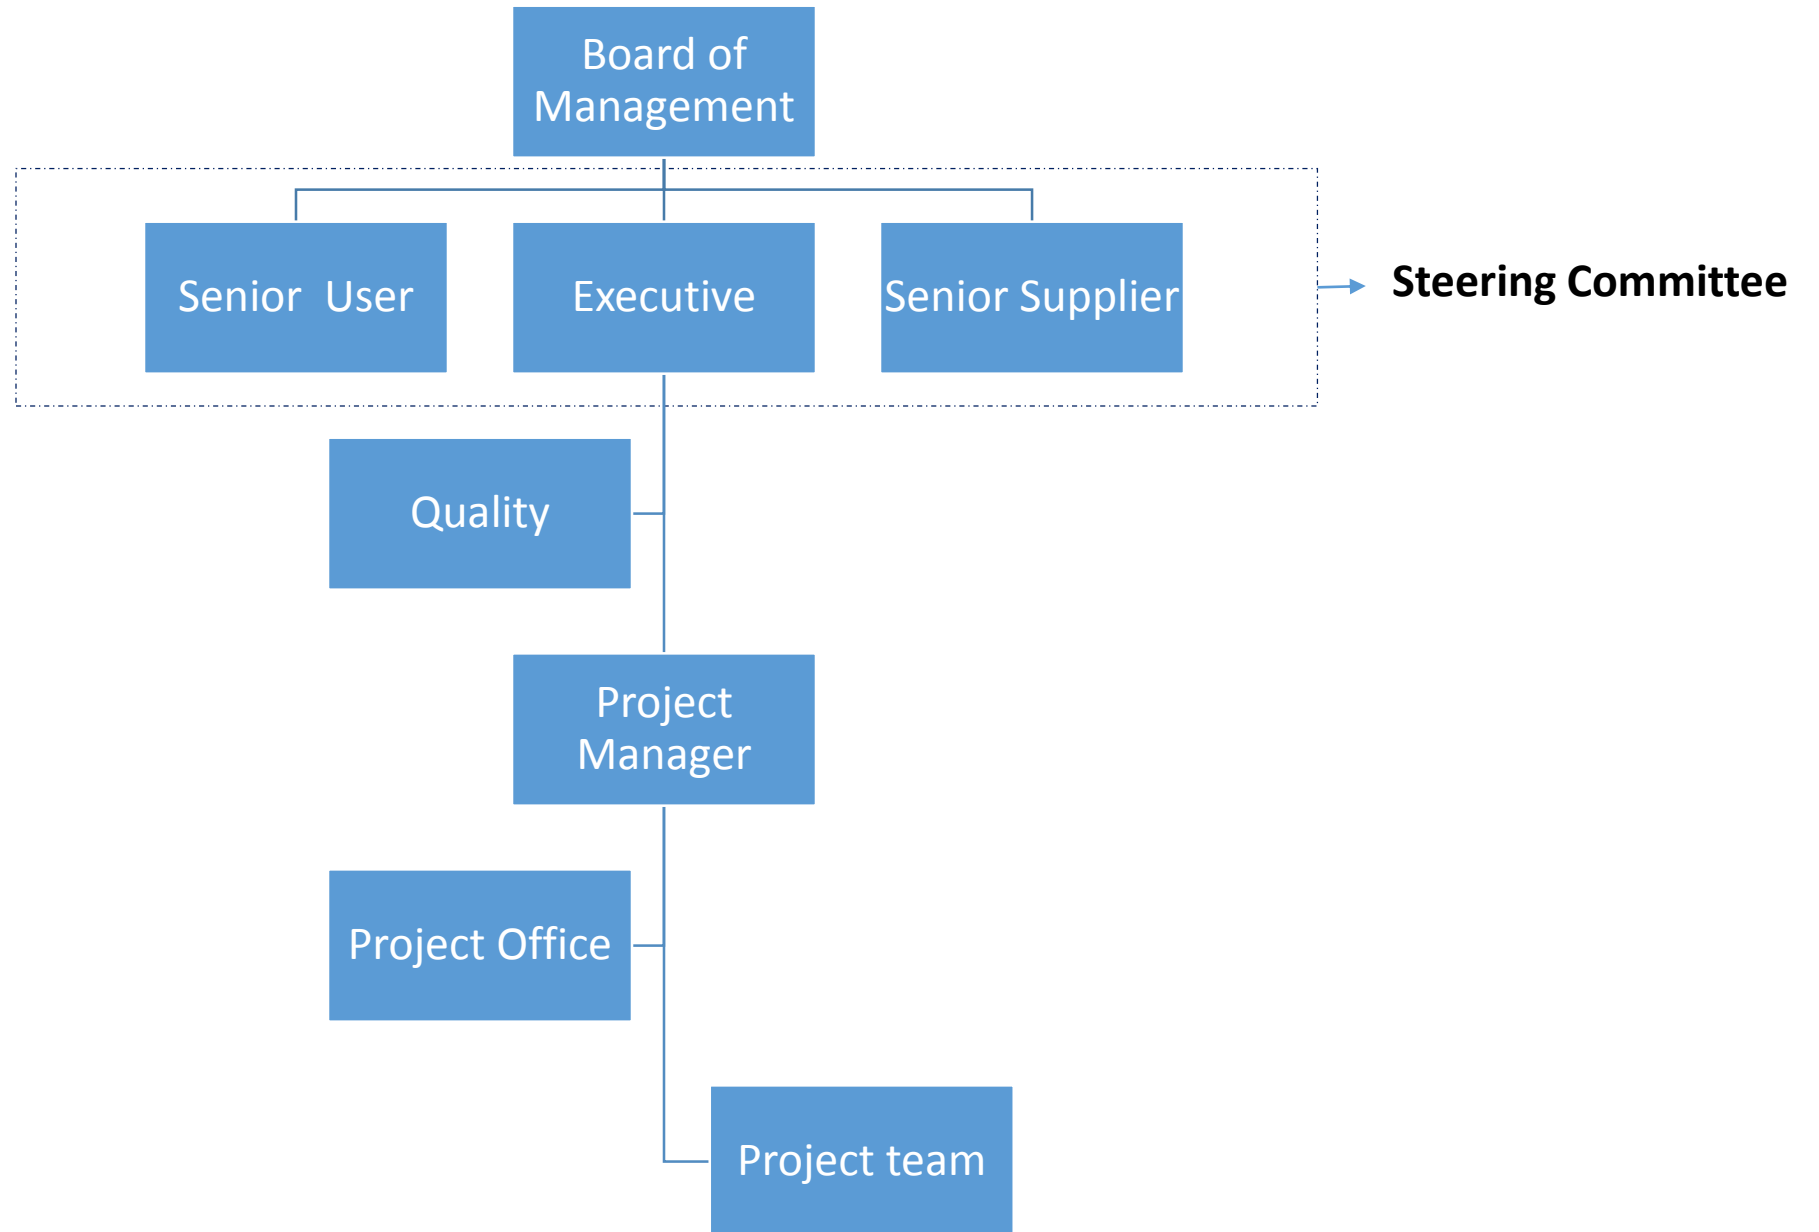 Board of
Management
Senior  User
Executive
Senior Supplier
Steering Committee
Quality
Project
Manager
Project Office
Project team